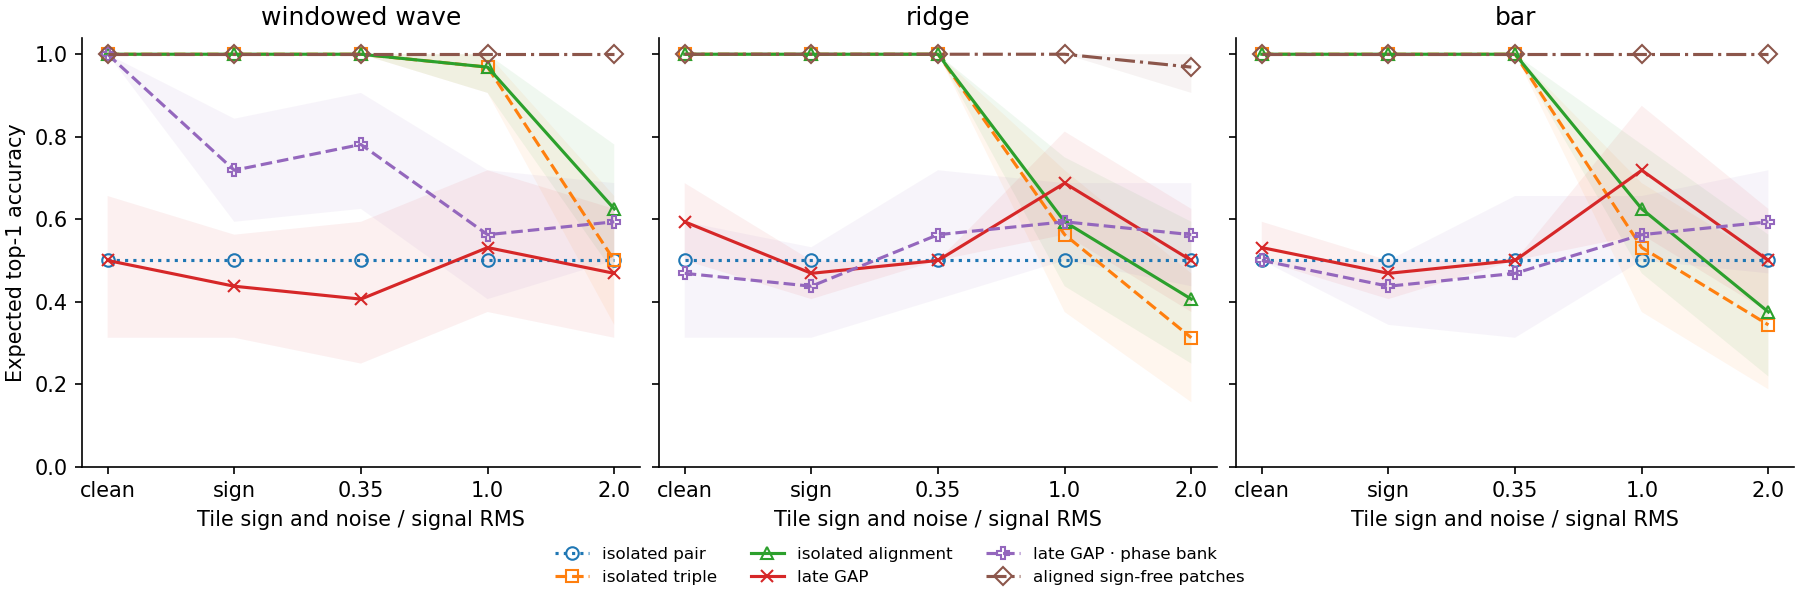 windowed wave
ridge
bar
Expected top-1 accuracy
1.0
0.8
0.6
0.4
0.2
0.0
clean sign 0.35 1.0 2.0
clean sign 0.35 1.0 2.0
clean sign 0.35 1.0 2.0
Tile sign and noise / signal RMS
Tile sign and noise / signal RMS
Tile sign and noise / signal RMS
isolated pair
isolated triple
isolated alignment
late GAP
late GAP · phase bank
aligned sign-free patches